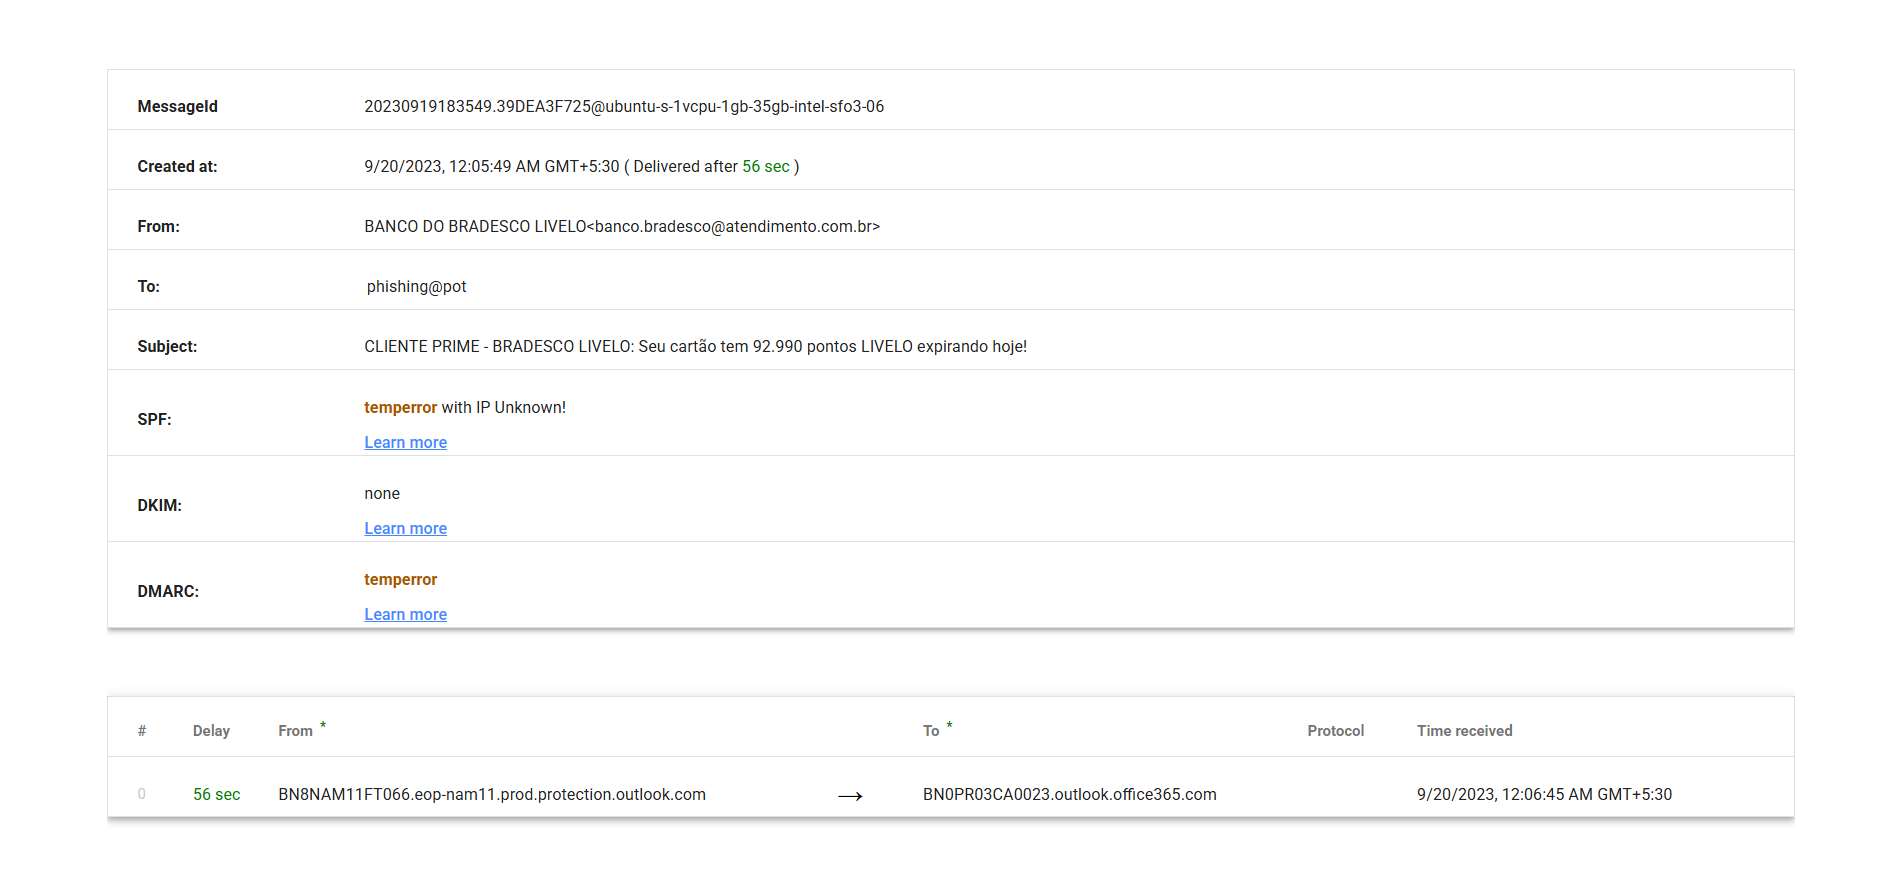 MessageId 20230919183549.39DEA3F725@ubuntu-s-1vcpu-1gb-35gb-intel-sfo3-06
Created at: 9/20/2023, 12:05:49 AM GMT+5:30 ( Delivered after 56 sec )
From: BANCO DO BRADESCO LIVELO<banco.bradesco@atendimento.com.br>
To: phishing@pot
Subject: CLIENTE PRIME - BRADESCO LIVELO: Seu cartão tem 92.990 pontos LIVELO expirando hoje!
SPF: temperror with IP Unknown!
Learn more
DKIM: none
Learn more
DMARC: temperror
Learn more
# Delay From * To * Protocol Time received
0 56 sec BN8NAM11FT066.eop-nam11.prod.protection.outlook.com → BN0PR03CA0023.outlook.office365.com 9/20/2023, 12:06:45 AM GMT+5:30